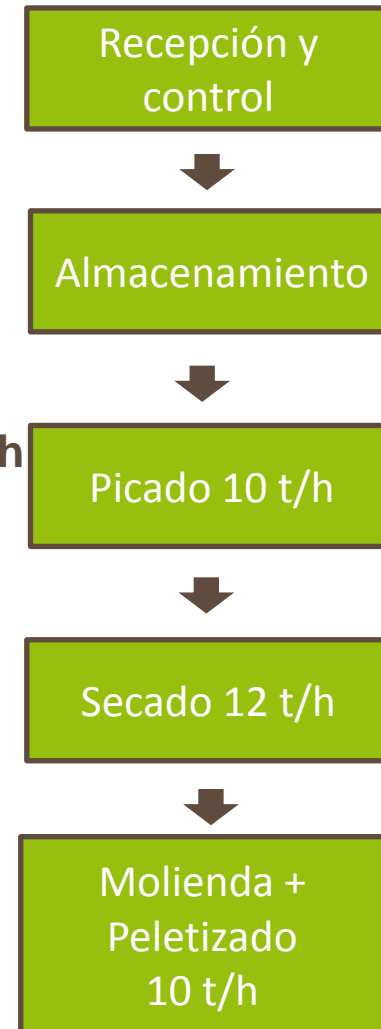 Recepción y
control
Almacenamiento
h
Picado 10 t/h
Secado 12 t/h
Molienda +
Peletizado
10 t/h